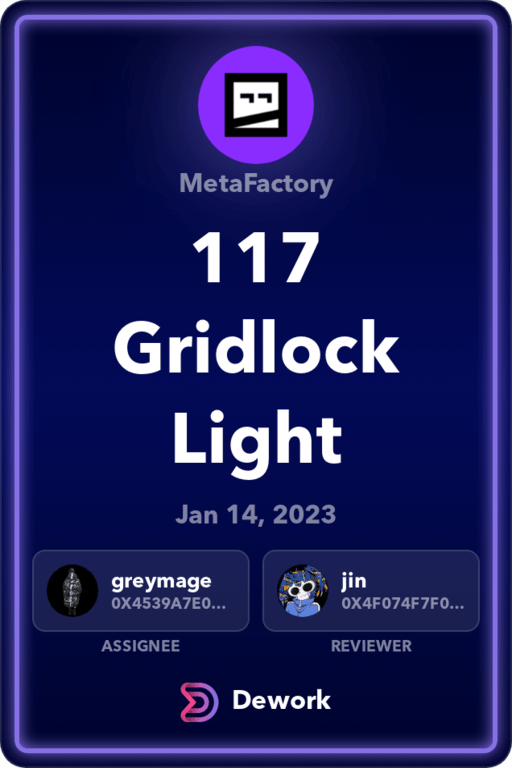 MetaFactory
117
Gridlock
Light
Jan 14, 2023
greymage
0X4539A7E0...
jin
0X4F074F7F0...
ASSIGNEE
REVIEWER
Dework